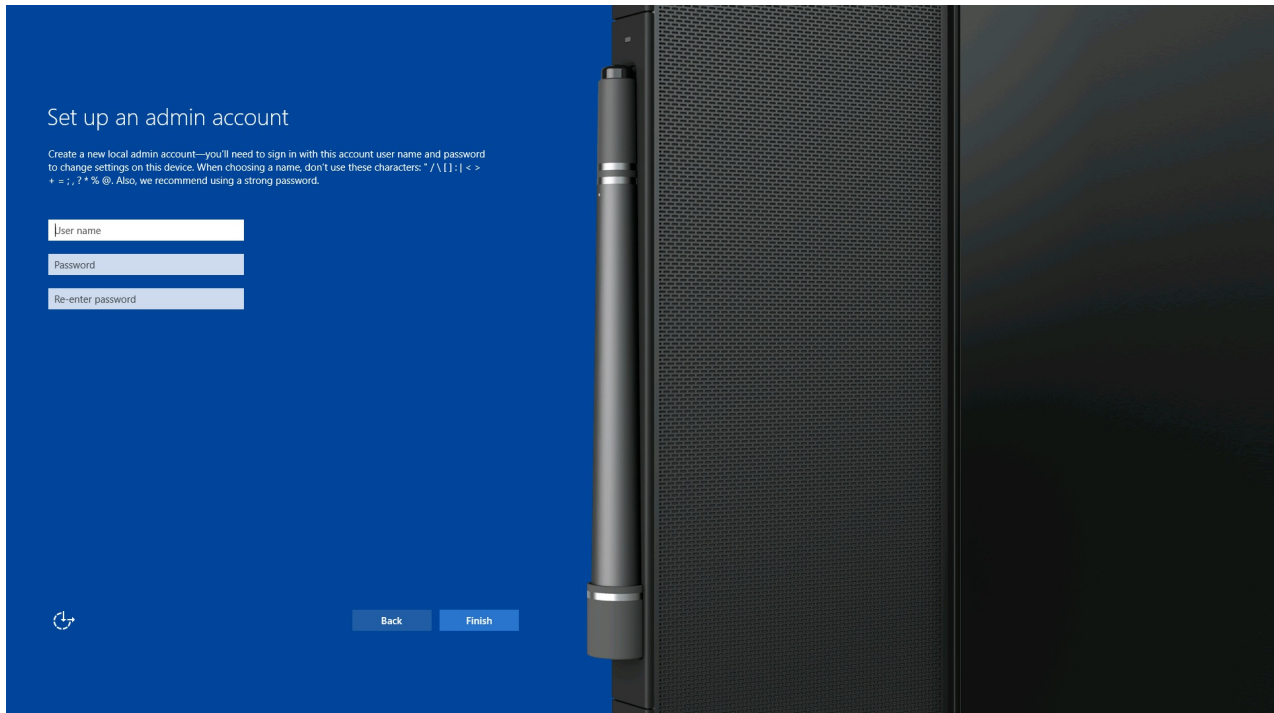 Set up an admin account
Create a new local admin account—you'll need to sign in with this account user name and password
to change settings on this device. When choosing a name, don't use these characters: " / \ [ ] : | < >
+ = ; , ? * % @. Also, we recommend using a strong password.
User name
Password
Re-enter password
Back
Finish